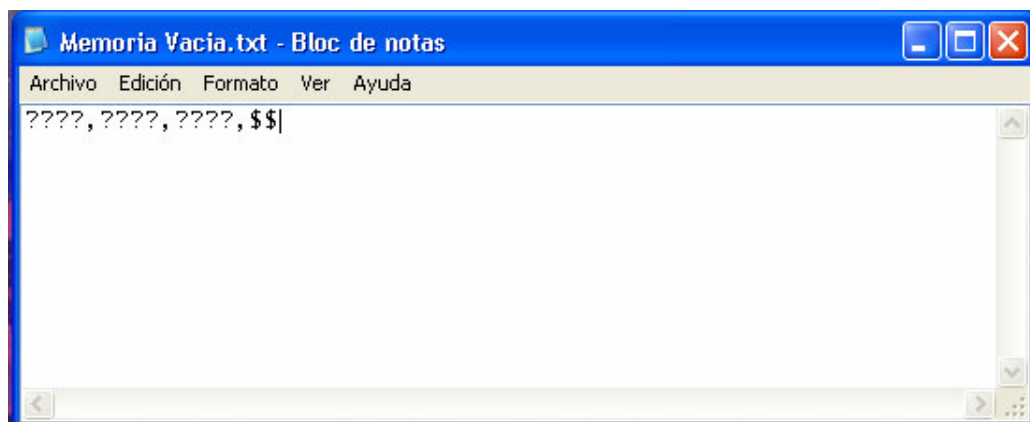 Memoria Vacia.txt - Bloc de notas
Archivo Edición Formato Ver Ayuda
????,????,????,$$